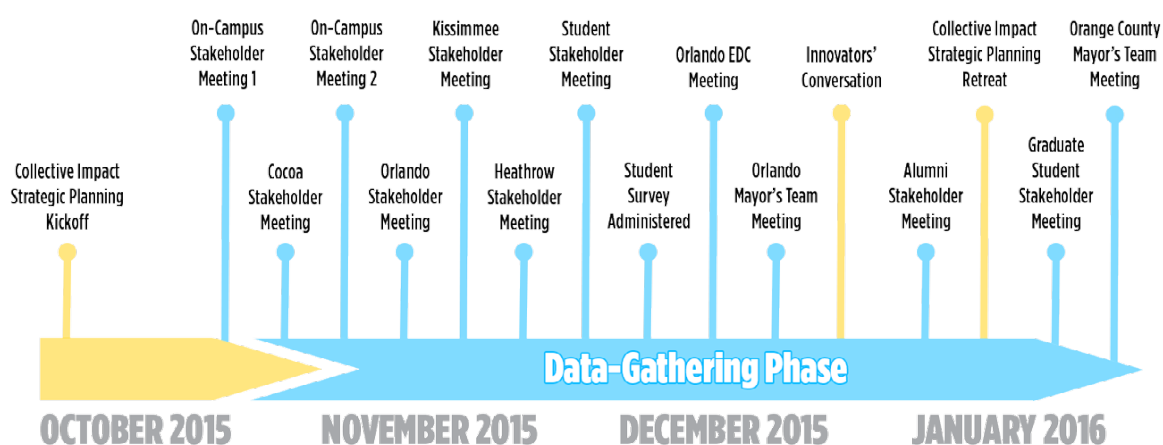 On-Campus
Stakeholder
Meeting 1
On-Campus
Stakeholder
Meeting 2
Kissimmee
Stakeholder
Meeting
Student
Stakeholder
Meeting
Orlando EDC
Meeting
Innovators’
Conversation
Collective Impact
Strategic Planning
Retreat
Orange County
Mayor’s Team
Meeting
Collective Impact
Strategic Planning
Kickoff
Cocoa
Stakeholder
Meeting
Orlando
Stakeholder
Meeting
Heathrow
Stakeholder
Meeting
Student
Survey
Administered
Orlando
Mayor’s Team
Meeting
Alumni
Stakeholder
Meeting
Graduate
Student
Stakeholder
Meeting
Data-Gathering Phase
OCTOBER 2015
NOVEMBER 2015
DECEMBER 2015
JANUARY 2016